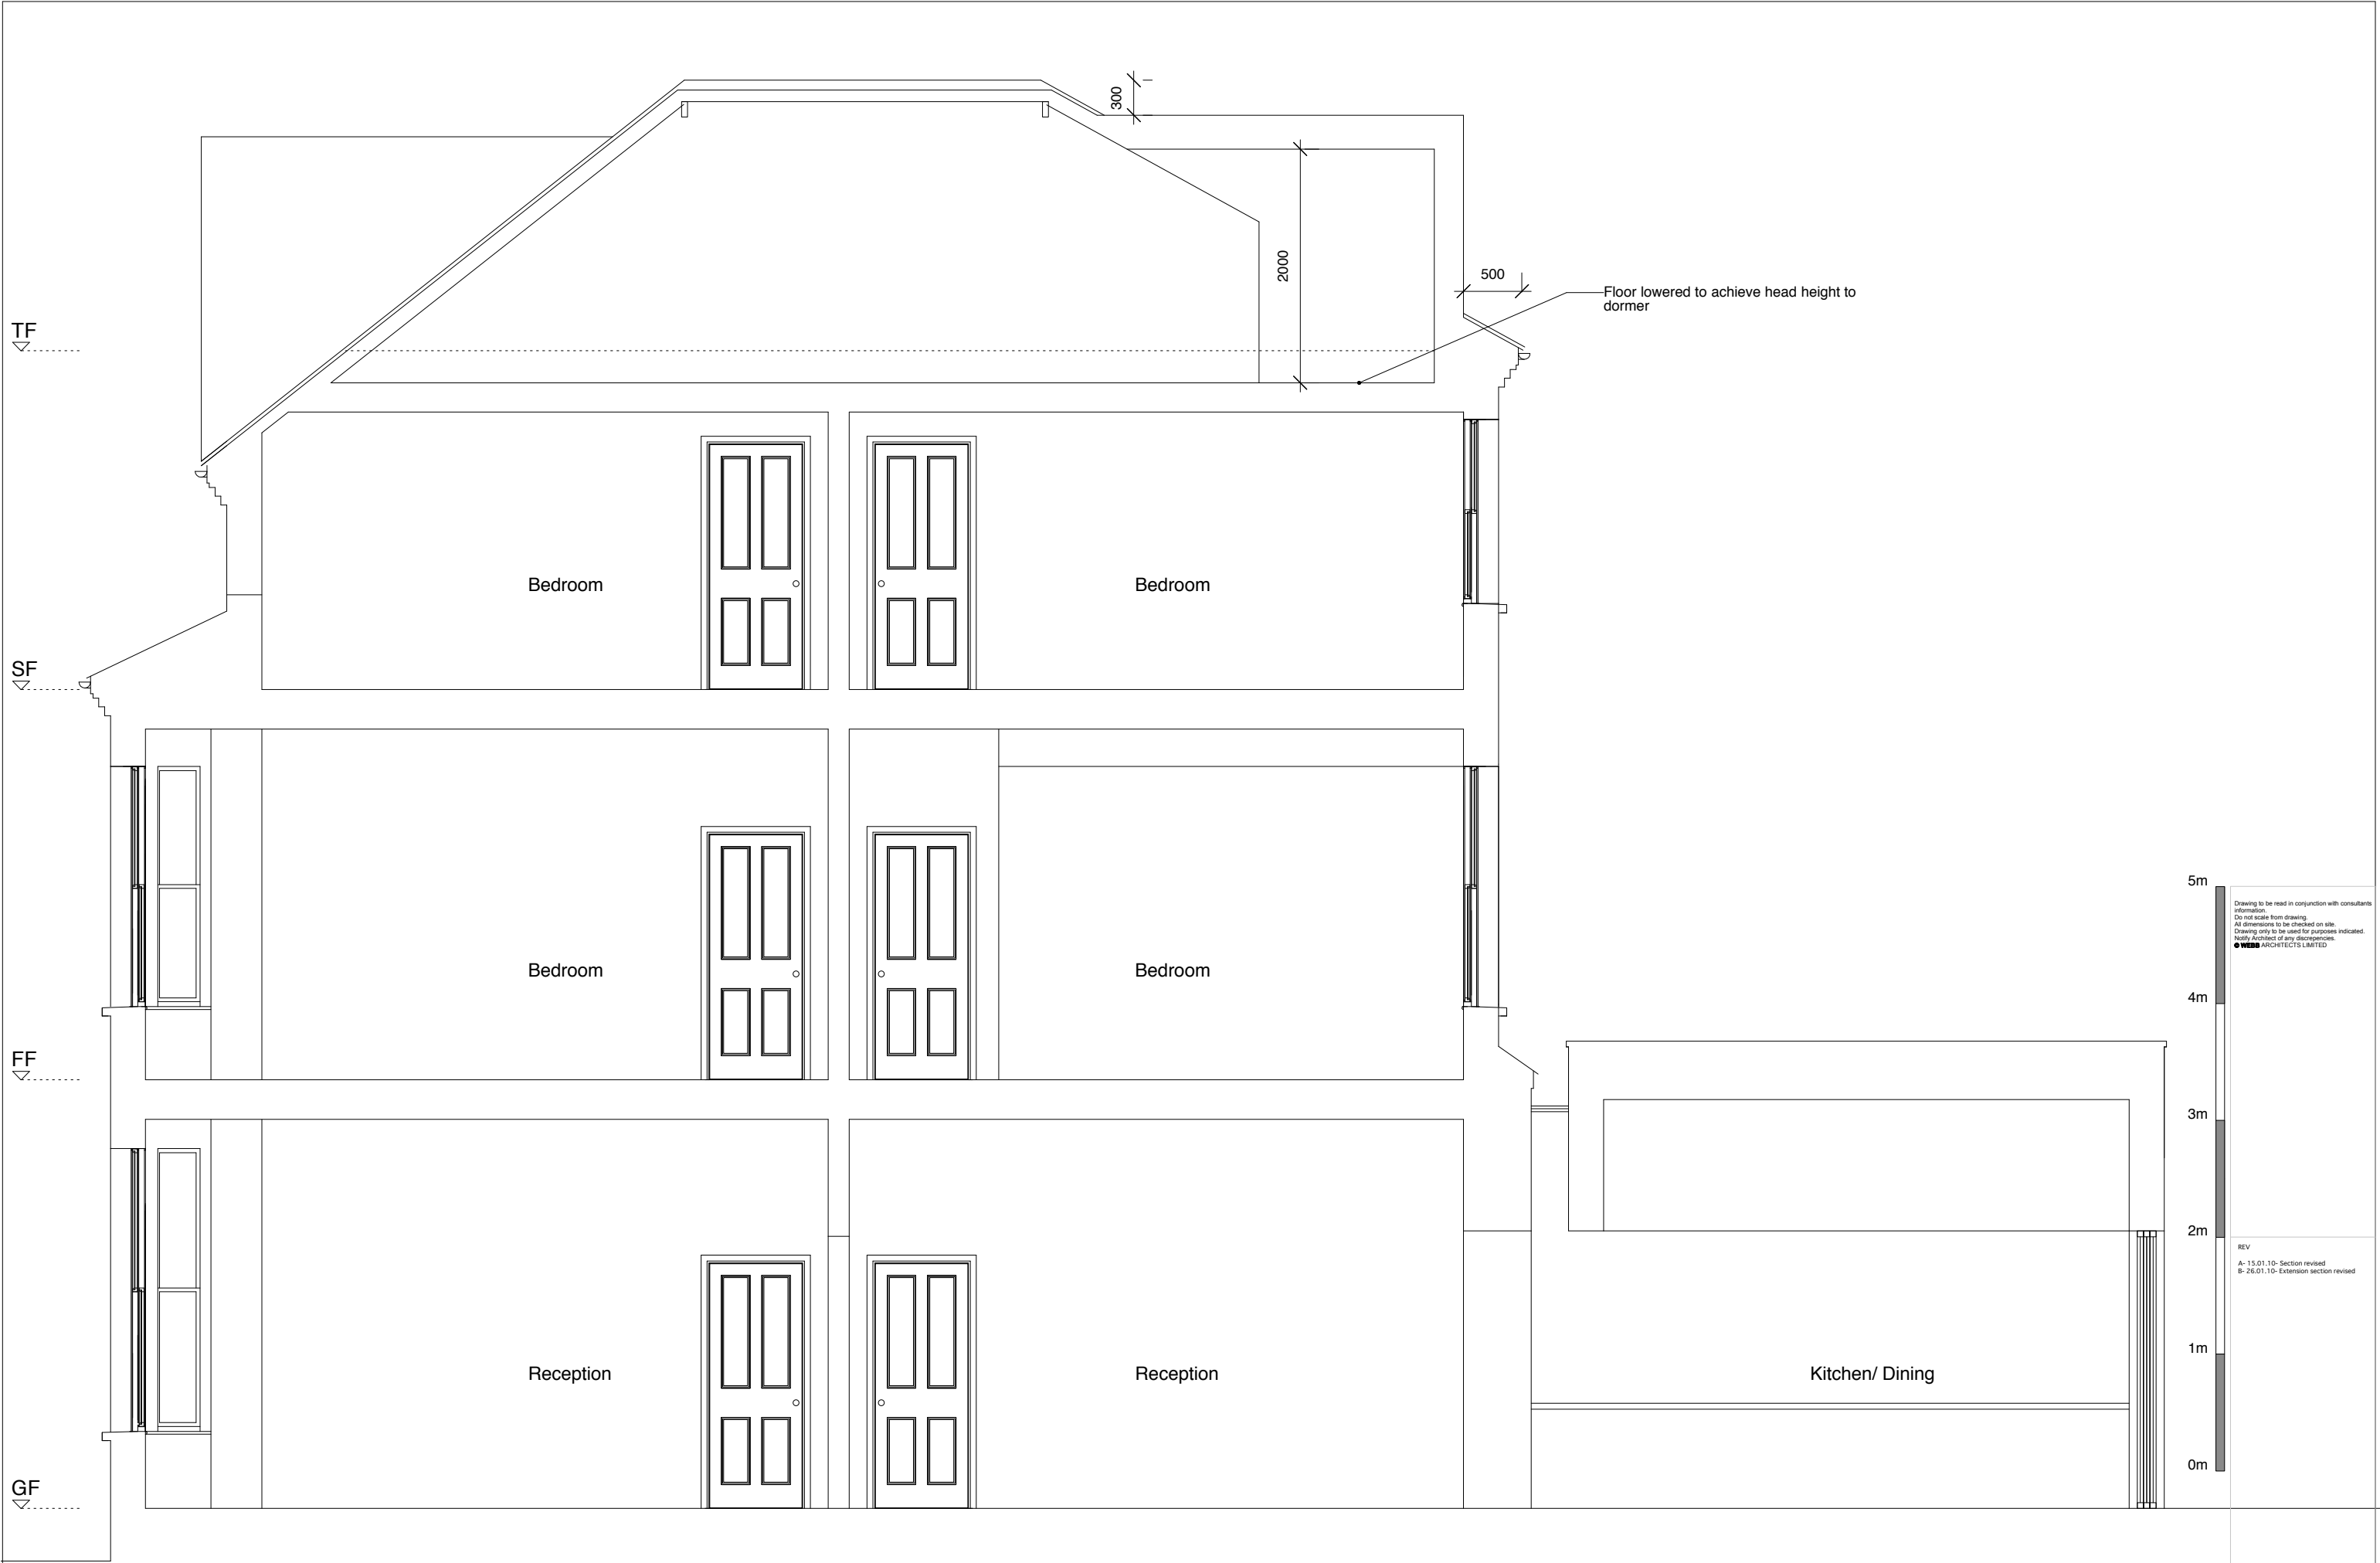 300
2000
500
Floor lowered to achieve head height to
dormer
TF
Bedroom
Bedroom
SF
Bedroom
Bedroom
FF
Reception
Reception
Kitchen/ Dining
GF
5m
4m
3m
2m
1m
0m
Drawing to be read in conjunction with consultants
information.
Do not scale from drawing.
All dimensions to be checked on site.
Drawing only to be used for purposes indicated.
Notify Architect of any discrepencies.
© WEBB ARCHITECTS LIMITED
REV
A- 15.01.10- Section revised
B- 26.01.10- Extension section revised